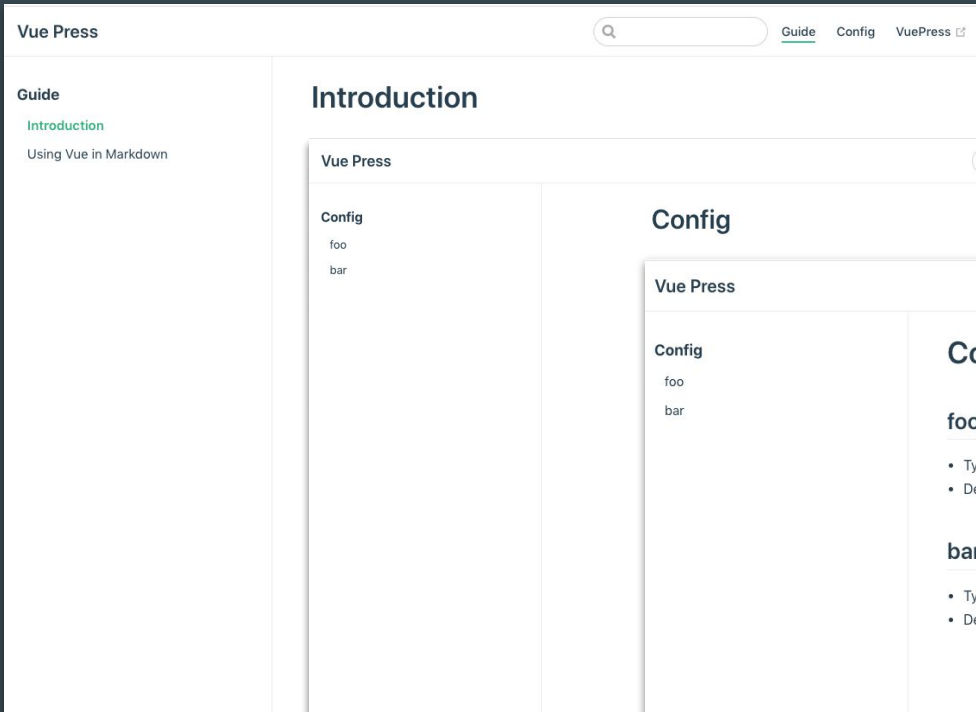 Vue Press
Guide Config VuePress
Guide
Introduction
Using Vue in Markdown
Introduction
Vue Press
Config
foo
bar
Config
Vue Press
Config
foo
bar